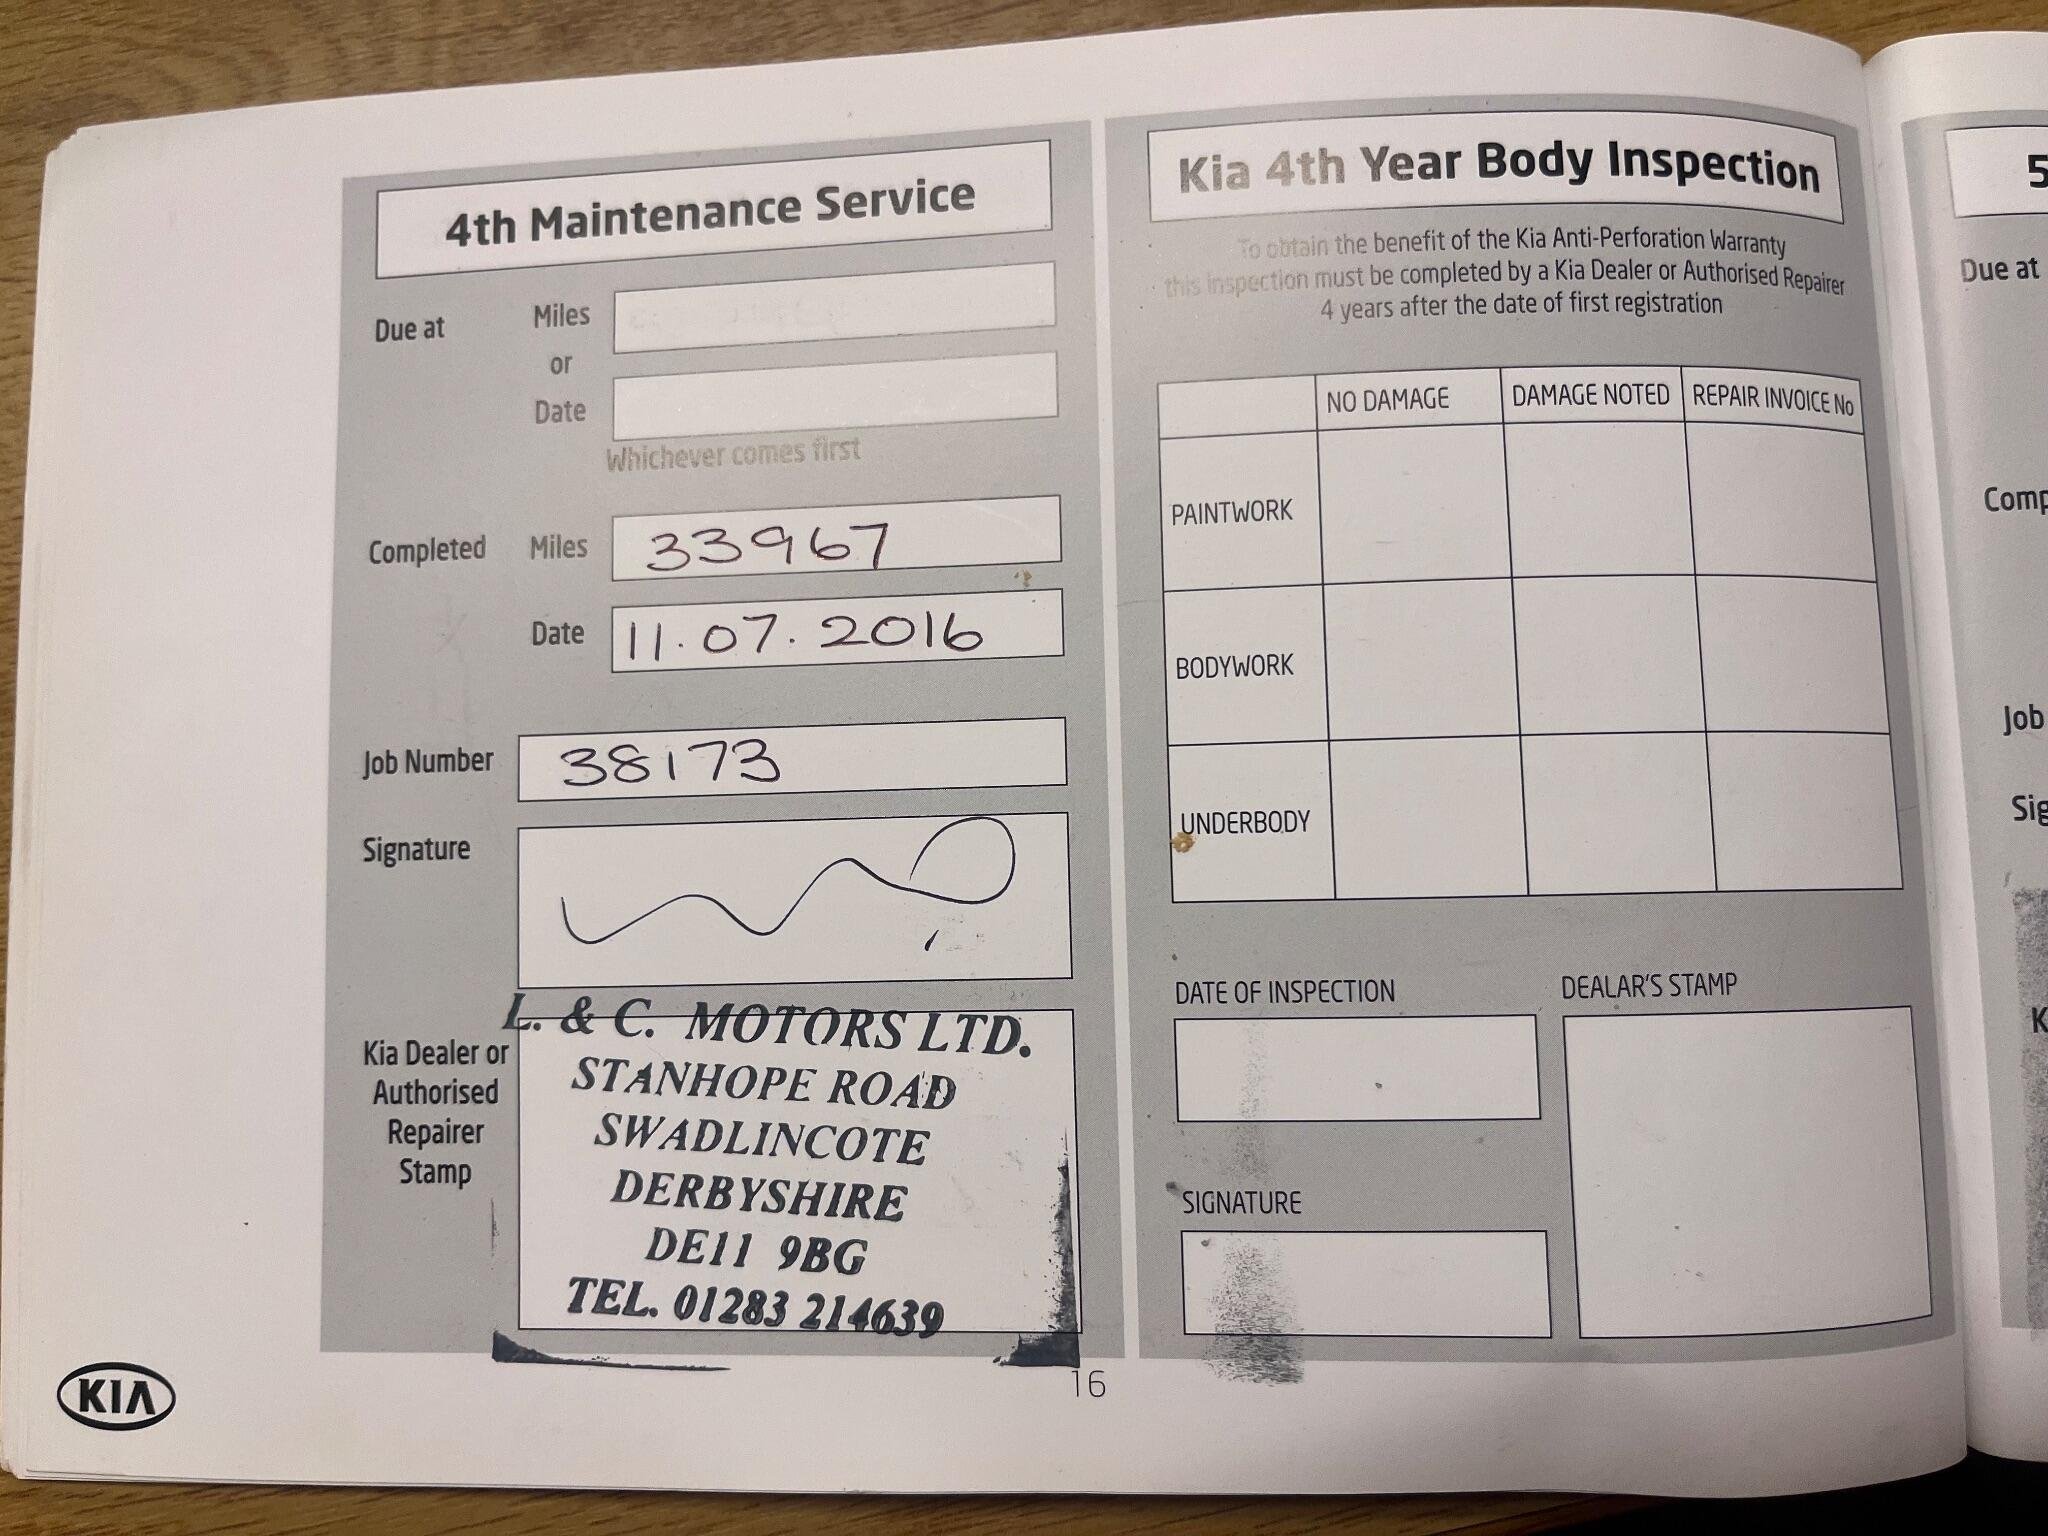 4th Maintenance Service
Due at
Miles
or
Date
Whichever comes first
Completed
Miles
33967
Date
11.07.2016
Job Number
38173
Signature
Kia Dealer or
Authorised
Repairer
Stamp
L. & C. MOTORS LTD.
STANHOPE ROAD
SWADLINCOTE
DERBYSHIRE
DE11 9BG
TEL. 01283 214639
KIA
16
Kia 4th Year Body Inspection
To obtain the benefit of the Kia Anti-Perforation Warranty
this inspection must be completed by a Kia Dealer or Authorised Repairer
4 years after the date of first registration
NO DAMAGE
DAMAGE NOTED
REPAIR INVOICE No
PAINTWORK
BODYWORK
UNDERBODY
DATE OF INSPECTION
DEALAR'S STAMP
SIGNATURE
5
Due at
Job